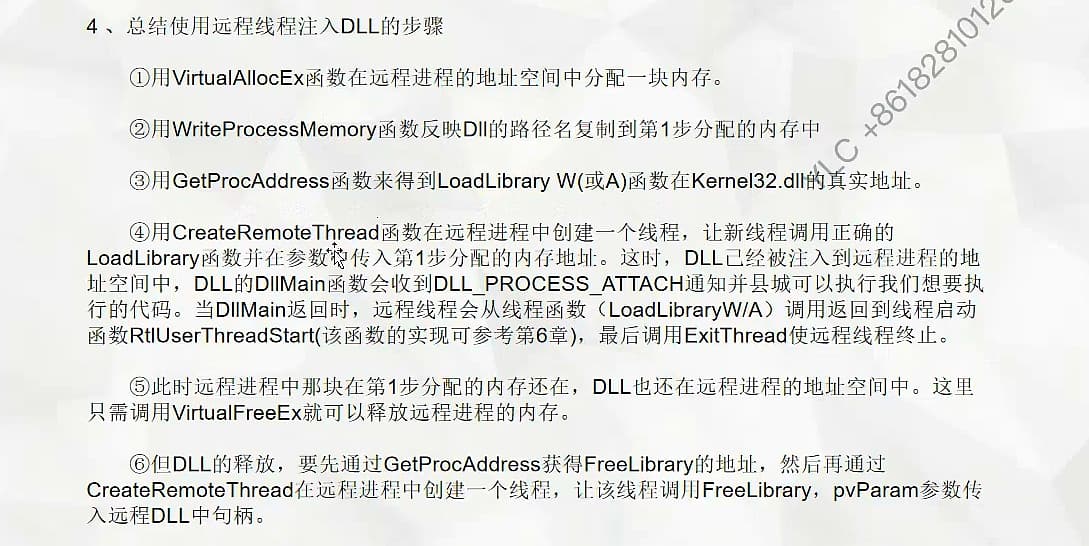 4 、总结使用远程线程注入DLL的步骤
①用VirtualAllocEx函数在远程进程的地址空间中分配一块内存。
②用WriteProcessMemory函数反映Dll的路径名复制到第1步分配的内存中
③用GetProcAddress函数来得到LoadLibrary W(或A)函数在Kernel32.dll的真实地址。
④用CreateRemoteThread函数在远程进程中创建一个线程，让新线程调用正确的
LoadLibrary函数并在参数中传入第1步分配的内存地址。这时，DLL己经被注入到远程进程的地
址空间中，DLL的DllMain函数会收到DLL_PROCESS_ATTACH通知并县城可以执行我们想要执
行的代码。当DllMain返回时，远程线程会从线程函数（LoadLibraryW/A）调用返回到线程启动
函数RtlUserThreadStart(该函数的实现可参考第6章)，最后调用ExitThread使远程线程终止。
⑤此时远程进程中那块在第1步分配的内存还在，DLL也还在远程进程的地址空间中。这里
只需调用VirtualFreeEx就可以释放远程进程的内存。
⑥但DLL的释放，要先通过GetProcAddress获得FreeLibrary的地址，然后再通过
CreateRemoteThread在远程进程中创建一个线程，让该线程调用FreeLibrary，pvParam参数传
入远程DLL中句柄。